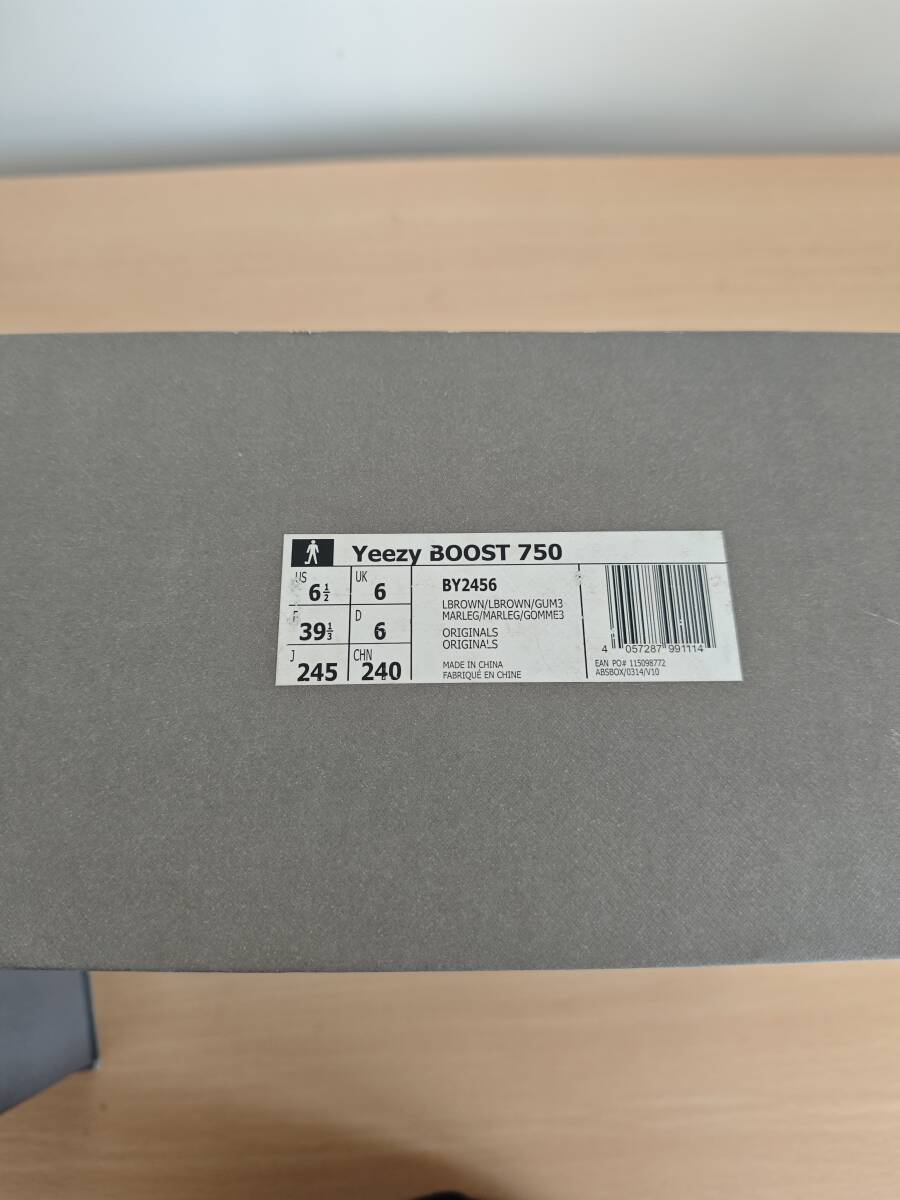 Yeezy BOOST 750
US
6½
UK
6
F
39⅓
D
6
J
245
CHN
240
BY2456
LBROWN/LBROWN/GUM3
MARLEG/MARLEG/GOMME3
ORIGINALS
ORIGINALS
MADE IN CHINA
FABRIQUÉ EN CHINE
4 057287 991114
EAN PO# 115098772
ABSBOX/0314/V10